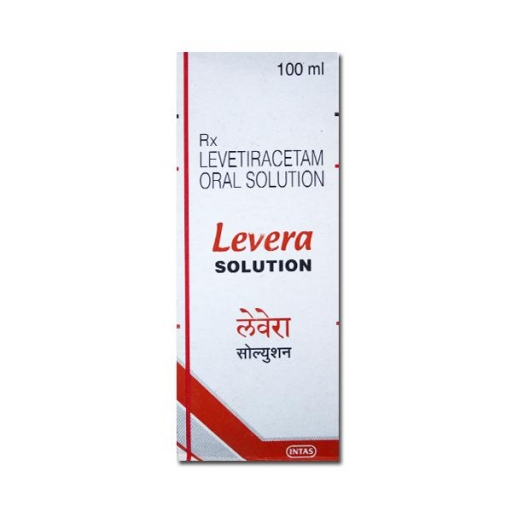 100 ml
Rx
LEVETIRACETAM
ORAL SOLUTION
Levera
SOLUTION
लेवेरा
सोल्युशन
INTAS